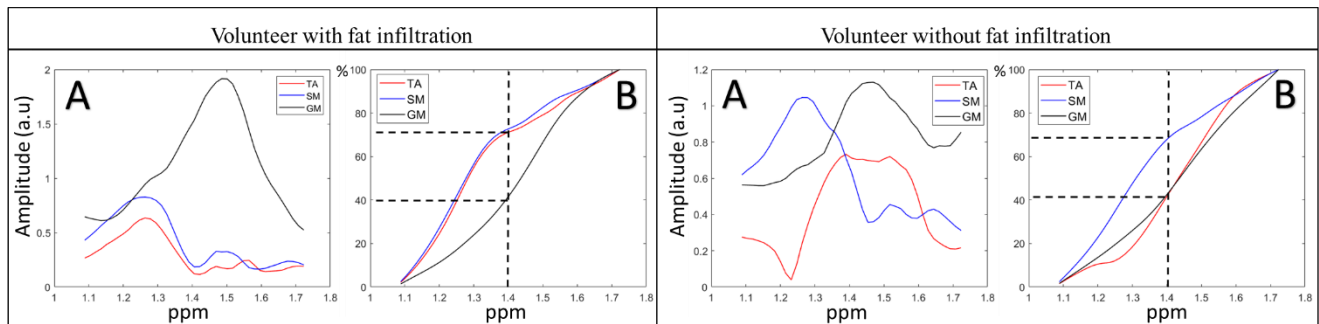 Volunteer with fat infiltration
Volunteer without fat infiltration
A
TA
SM
GM
Amplitude (a.u)
2
1.5
1
0.5
0
1
1.1
1.2
1.3
1.4
1.5
1.6
1.7
1.8
ppm
B
TA
SM
GM
%
100
80
60
40
20
0
1
1.1
1.2
1.3
1.4
1.5
1.6
1.7
1.8
ppm
A
TA
SM
GM
Amplitude (a.u)
1.2
1
0.8
0.6
0.4
0.2
0
1
1.1
1.2
1.3
1.4
1.5
1.6
1.7
1.8
ppm
B
TA
SM
GM
%
100
80
60
40
20
0
1
1.1
1.2
1.3
1.4
1.5
1.6
1.7
1.8
ppm